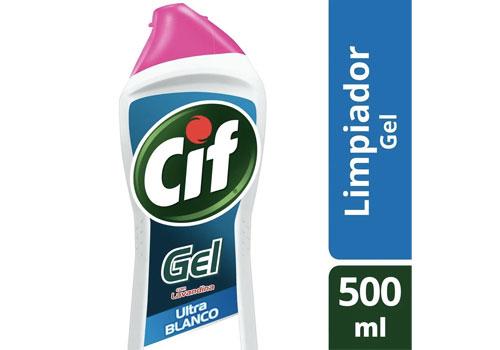 Cif
Gel
con
Lavandina
Ultra
BLANCO
Limpiador
Gel
500
ml